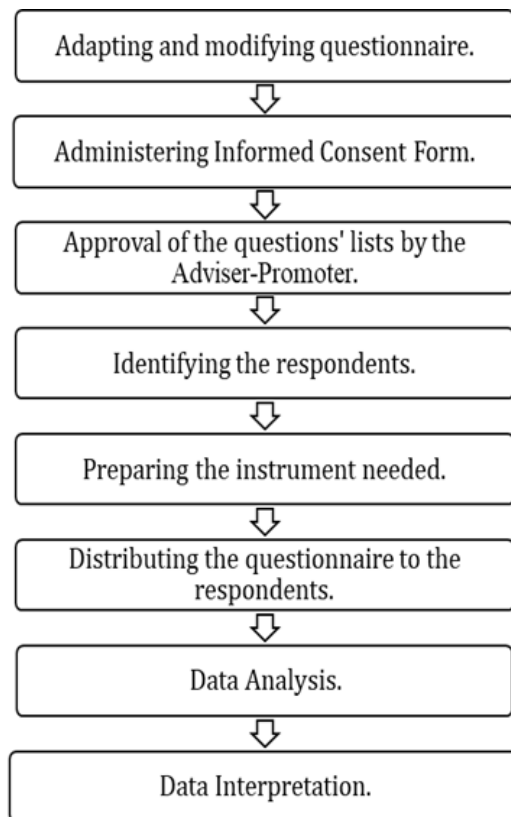 Adapting and modifying questionnaire.
Administering Informed Consent Form.
Approval of the questions' lists by the
Adviser-Promoter.
Identifying the respondents.
Preparing the instrument needed.
Distributing the questionnaire to the
respondents.
Data Analysis.
Data Interpretation.